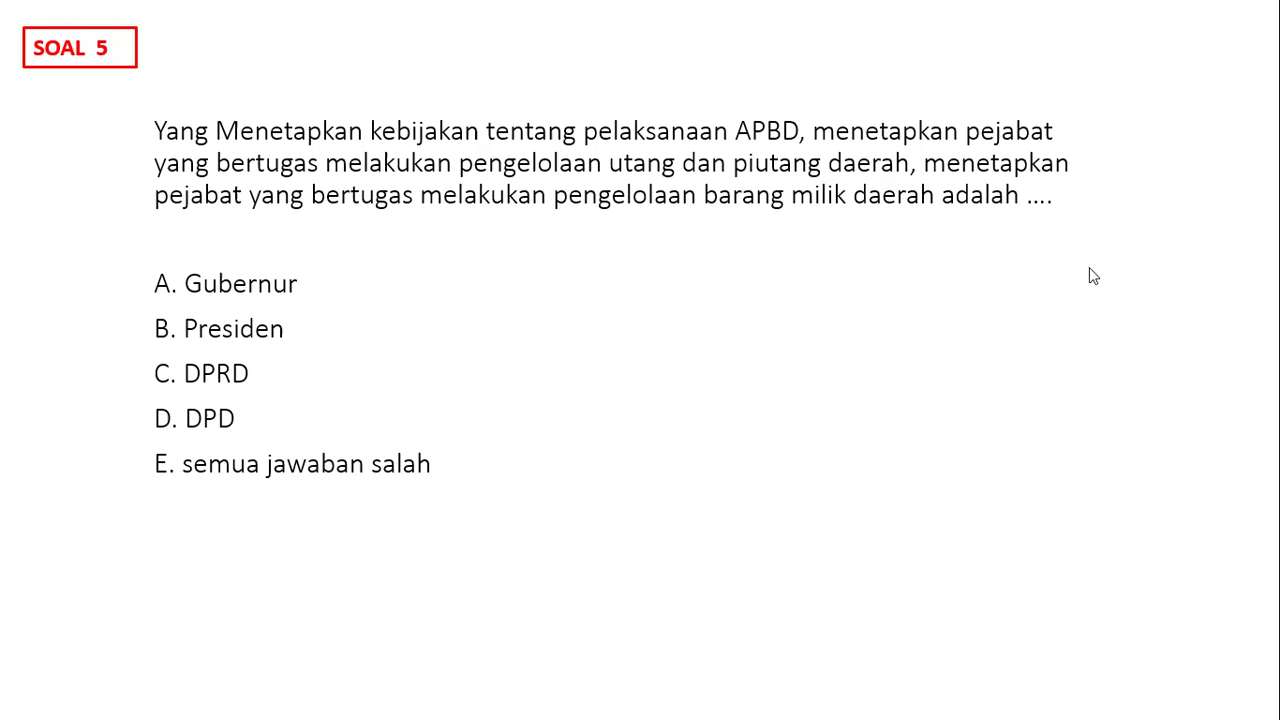 SOAL 5
Yang Menetapkan kebijakan tentang pelaksanaan APBD, menetapkan pejabat
yang bertugas melakukan pengelolaan utang dan piutang daerah, menetapkan
pejabat yang bertugas melakukan pengelolaan barang milik daerah adalah ....
A. Gubernur
B. Presiden
C. DPRD
D. DPD
E. semua jawaban salah